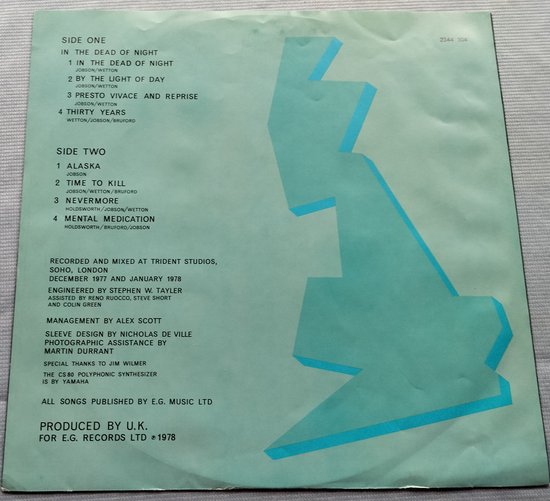 SIDE ONE
2344 104
IN THE DEAD OF NIGHT
1 IN THE DEAD OF NIGHT
JOBSON/WETTON
2 BY THE LIGHT OF DAY
JOBSON/WETTON
3 PRESTO VIVACE AND REPRISE
JOBSON/WETTON
4 THIRTY YEARS
WETTON/JOBSON/BRUFORD
SIDE TWO
1 ALASKA
JOBSON
2 TIME TO KILL
JOBSON/WETTON/BRUFORD
3 NEVERMORE
HOLDSWORTH/JOBSON/WETTON
4 MENTAL MEDICATION
HOLDSWORTH/BRUFORD/JOBSON
RECORDED AND MIXED AT TRIDENT STUDIOS,
SOHO, LONDON
DECEMBER 1977 AND JANUARY 1978
ENGINEERED BY STEPHEN W. TAYLER
ASSISTED BY RENO RUOCCO, STEVE SHORT
AND COLIN GREEN
MANAGEMENT BY ALEX SCOTT
SLEEVE DESIGN BY NICHOLAS DE VILLE
PHOTOGRAPHIC ASSISTANCE BY
MARTIN DURRANT
SPECIAL THANKS TO JIM WILMER
THE CS80 POLYPHONIC SYNTHESIZER
IS BY YAMAHA
ALL SONGS PUBLISHED BY E.G. MUSIC LTD
PRODUCED BY U.K.
FOR E.G. RECORDS LTD ℗ 1978